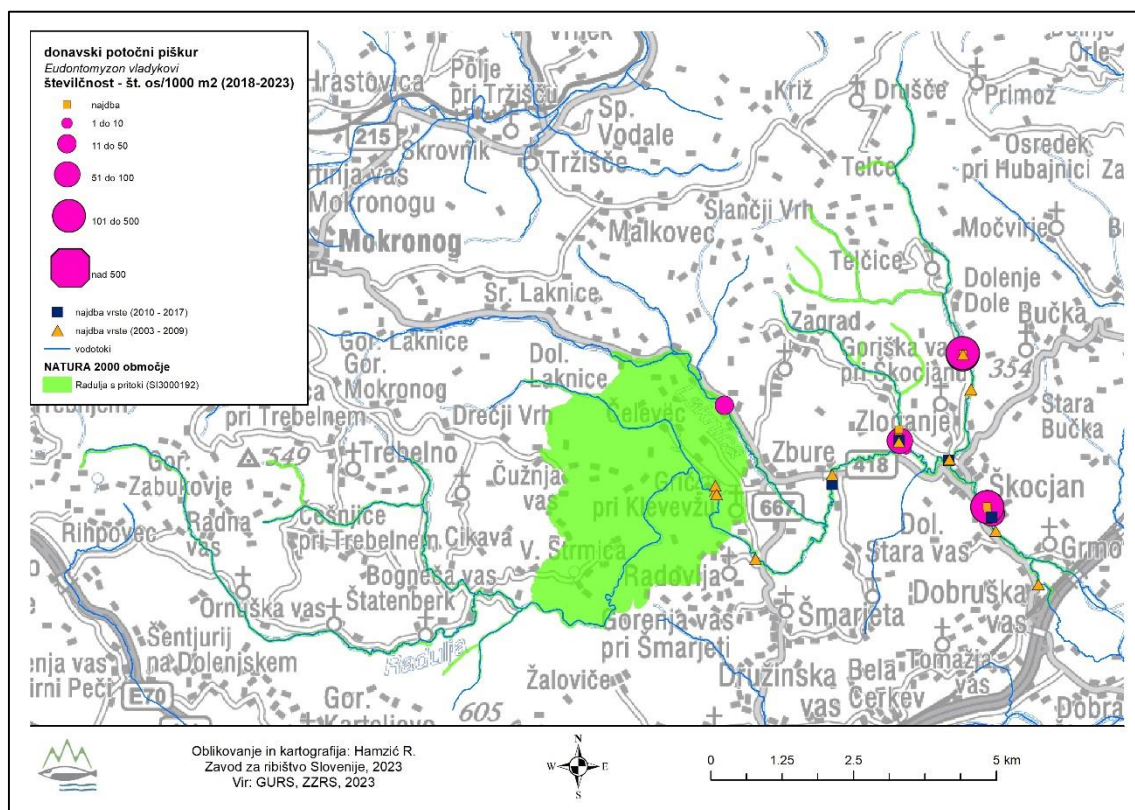 donavski potočni piškur
Eudontomyzon vladykovi
številčnost - št. os/1000 m2 (2018-2023)
najdba
1 do 10
11 do 50
51 do 100
101 do 500
nad 500
najdba vrste (2010 - 2017)
najdba vrste (2003 - 2009)
vodotoki
NATURA 2000 območje
Radulja s pritoki (SI3000192)
Hrastovica
Polje
pri Tržišču
Križ
Drušče
Primož
Orle
215
Skrovnik
Sp.
Vodale
Tržišče
Telče
Osredek
pri Hubajnici
Mokronogu
Mokronog
Malkovec
Slančji Vrh
Telčice
Močvirje
Dolenje
Dole
Bučka
Sr. Laknice
Zagrad
Gor. Laknice
Gor.
Mokronog
Dol.
Laknice
Goriška vas
pri Škocjanu
354
pri Trebelnem
Drečji Vrh
Čelevec
Zloganje
Stara
Bučka
549
Trebelno
Zbure
418
Gor.
Zabukovje
Čužnja
vas
Grič
pri Klevevžu
667
Škocjan
Rihpovec
Radna
vas
Češnjice
pri Trebelnem
Cikava
V. Strmica
Dol.
Stara vas
Grmo
Bogneča vas
Radovlja
Dobruška
vas
Ornuška vas
Štatenberk
Šmarjeta
Šentjurij
na Dolenjskem
Radulja
Gorenja vas
pri Šmarjeti
Tomažja
vas
Družinska
vas
Bela
Cerkev
Žaloviče
E70
Gor.
Karteljevo
605
Dobra
Oblikovanje in kartografija: Hamzić R.
Zavod za ribištvo Slovenije, 2023
Vir: GURS, ZZRS, 2023
N
W
E
S
0
1.25
2.5
5 km